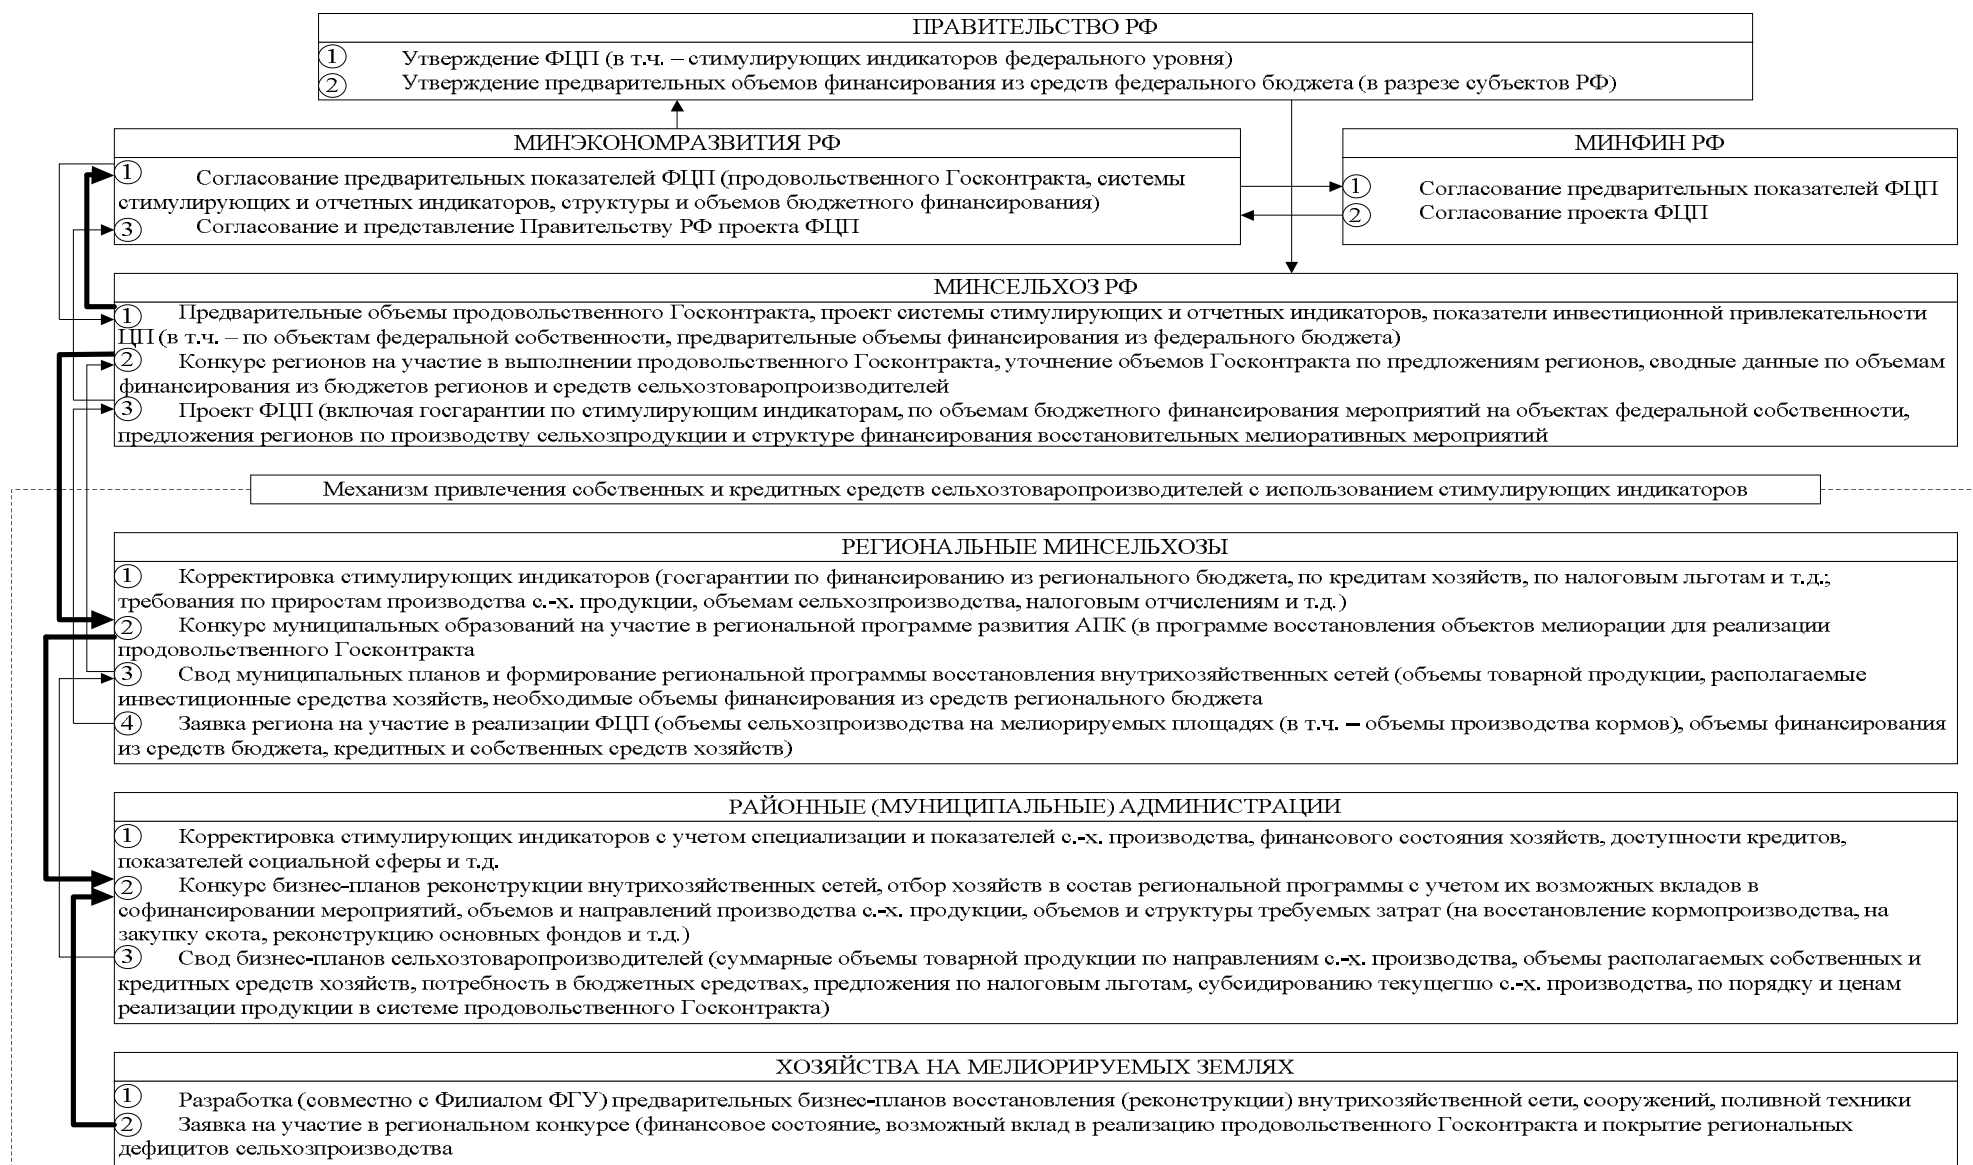 ПРАВИТЕЛЬСТВО РФ
1 Утверждение ФЦП (в т.ч. – стимулирующих индикаторов федерального уровня)
2 Утверждение предварительных объемов финансирования из средств федерального бюджета (в разрезе субъектов РФ)
МИНЭКОНОМРАЗВИТИЯ РФ
1 Согласование предварительных показателей ФЦП (продовольственного Госконтракта, системы
стимулирующих и отчетных индикаторов, структуры и объемов бюджетного финансирования)
3 Согласование и представление Правительству РФ проекта ФЦП
МИНФИН РФ
1 Согласование предварительных показателей ФЦП
2 Согласование проекта ФЦП
МИНСЕЛЬХОЗ РФ
1 Предварительные объемы продовольственного Госконтракта, проект системы стимулирующих и отчетных индикаторов, показатели инвестиционной привлекательности
ЦП (в т.ч. – по объектам федеральной собственности, предварительные объемы финансирования из федерального бюджета)
2 Конкурс регионов на участие в выполнении продовольственного Госконтракта, уточнение объемов Госконтракта по предложениям регионов, сводные данные по объемам
финансирования из бюджетов регионов и средств сельхозтоваропроизводителей
3 Проект ФЦП (включая госгарантии по стимулирующим индикаторам, по объемам бюджетного финансирования мероприятий на объектах федеральной собственности,
предложения регионов по производству сельхозпродукции и структуре финансирования восстановительных мелиоративных мероприятий
Механизм привлечения собственных и кредитных средств сельхозтоваропроизводителей с использованием стимулирующих индикаторов
РЕГИОНАЛЬНЫЕ МИНСЕЛЬХОЗЫ
1 Корректировка стимулирующих индикаторов (госгарантии по финансированию из регионального бюджета, по кредитам хозяйств, по налоговым льготам и т.д.;
требования по приростам производства с.-х. продукции, объемам сельхозпроизводства, налоговым отчислениям и т.д.)
2 Конкурс муниципальных образований на участие в региональной программе развития АПК (в программе восстановления объектов мелиорации для реализации
продовольственного Госконтракта
3 Свод муниципальных планов и формирование региональной программы восстановления внутрихозяйственных сетей (объемы товарной продукции, располагаемые
инвестиционные средства хозяйств, необходимые объемы финансирования из средств регионального бюджета
4 Заявка региона на участие в реализации ФЦП (объемы сельхозпроизводства на мелиорируемых площадях (в т.ч. – объемы производства кормов), объемы финансирования
из средств бюджета, кредитных и собственных средств хозяйств)
РАЙОННЫЕ (МУНИЦИПАЛЬНЫЕ) АДМИНИСТРАЦИИ
1 Корректировка стимулирующих индикаторов с учетом специализации и показателей с.-х. производства, финансового состояния хозяйств, доступности кредитов,
показателей социальной сферы и т.д.
2 Конкурс бизнес-планов реконструкции внутрихозяйственных сетей, отбор хозяйств в состав региональной программы с учетом их возможных вкладов в
софинансировании мероприятий, объемов и направлений производства с.-х. продукции, объемов и структуры требуемых затрат (на восстановление кормопроизводства, на
закупку скота, реконструкцию основных фондов и т.д.)
3 Свод бизнес-планов сельхозтоваропроизводителей (суммарные объемы товарной продукции по направлениям с.-х. производства, объемы располагаемых собственных и
кредитных средств хозяйств, потребность в бюджетных средствах, предложения по налоговым льготам, субсидированию текущегшо с.-х. производства, по порядку и ценам
реализации продукции в системе продовольственного Госконтракта)
ХОЗЯЙСТВА НА МЕЛИОРИРУЕМЫХ ЗЕМЛЯХ
1 Разработка (совместно с Филиалом ФГУ) предварительных бизнес-планов восстановления (реконструкции) внутрихозяйственной сети, сооружений, поливной техники
2 Заявка на участие в региональном конкурсе (финансовое состояние, возможный вклад в реализацию продовольственного Госконтракта и покрытие региональных
дефицитов сельхозпроизводства